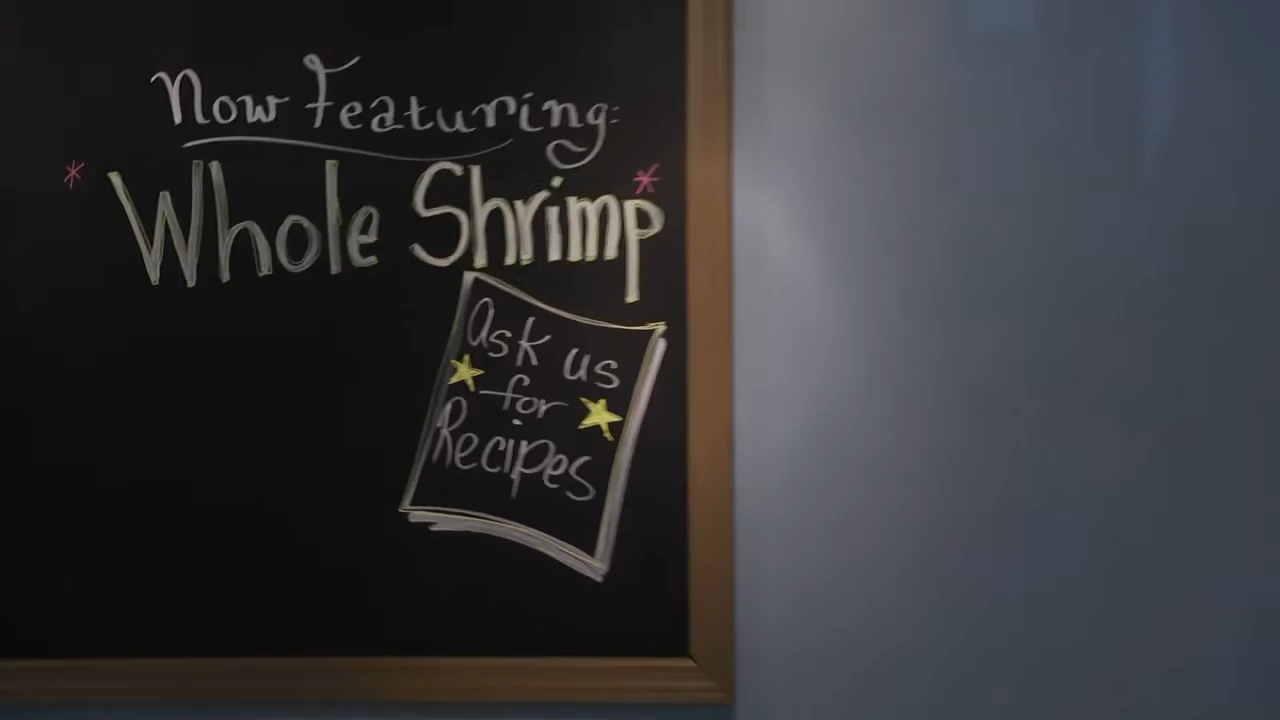 Now Featuring:
* Whole Shrimp *
Ask us
for
Recipes